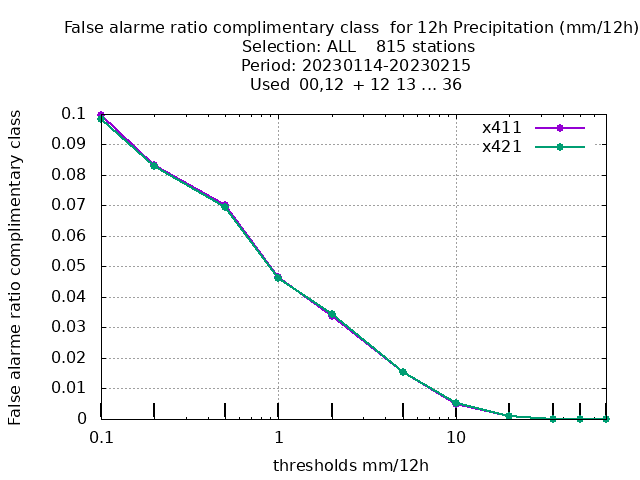 False alarme ratio complimentary class  for 12h Precipitation (mm/12h)
Selection: ALL    815 stations
Period: 20230114-20230215
Used  00,12  + 12 13 ... 36
False alarme ratio complimentary class
0.1
0.09
0.08
0.07
0.06
0.05
0.04
0.03
0.02
0.01
0
x411
x421
0.1
1
10
thresholds mm/12h